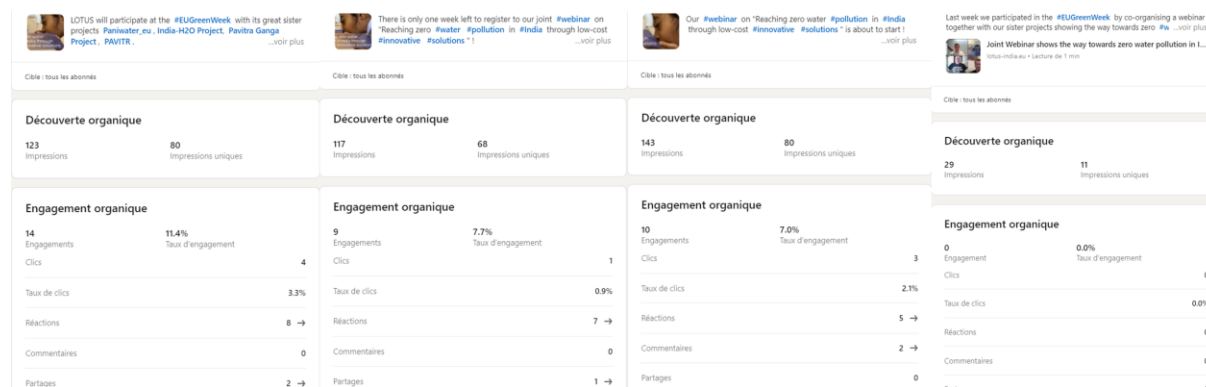 LOTUS will participate at the #EUGreenWeek with its great sister
projects Paniwater_eu , India-H2O Project, Pavitra Ganga
Project , PAVITR .
...voir plus
Cible : tous les abonnés
Découverte organique
123
80
Impressions
Impressions uniques
Engagement organique
14
11.4%
Engagements
Taux d'engagement
Clics
4
Taux de clics
3.3%
Réactions
8 →
Commentaires
0
Partages
2 →
There is only one week left to register to our joint #webinar on
"Reaching zero #water #pollution in #India through low-cost
#innovative #solutions " !
...voir plus
Cible : tous les abonnés
Découverte organique
117
68
Impressions
Impressions uniques
Engagement organique
9
7.7%
Engagements
Taux d'engagement
Clics
1
Taux de clics
0.9%
Réactions
7 →
Commentaires
0
Partages
1 →
Our #webinar on "Reaching zero water #pollution in #India
through low-cost #innovative #solutions " is about to start !
...voir plus
Cible : tous les abonnés
Découverte organique
143
80
Impressions
Impressions uniques
Engagement organique
10
7.0%
Engagements
Taux d'engagement
Clics
3
Taux de clics
2.1%
Réactions
5 →
Commentaires
2 →
Partages
0
Last week we participated in the #EUGreenWeek by co-organising a webinar
together with our sister projects showing the way towards zero #w ...voir plus
Joint Webinar shows the way towards zero water pollution in I...
lotus-india.eu • Lecture de 1 min
Cible : tous les abonnés
Découverte organique
29
11
Impressions
Impressions uniques
Engagement organique
0
0.0%
Engagement
Taux d'engagement
Clics
Taux de clics
0.0%
Réactions
Commentaires